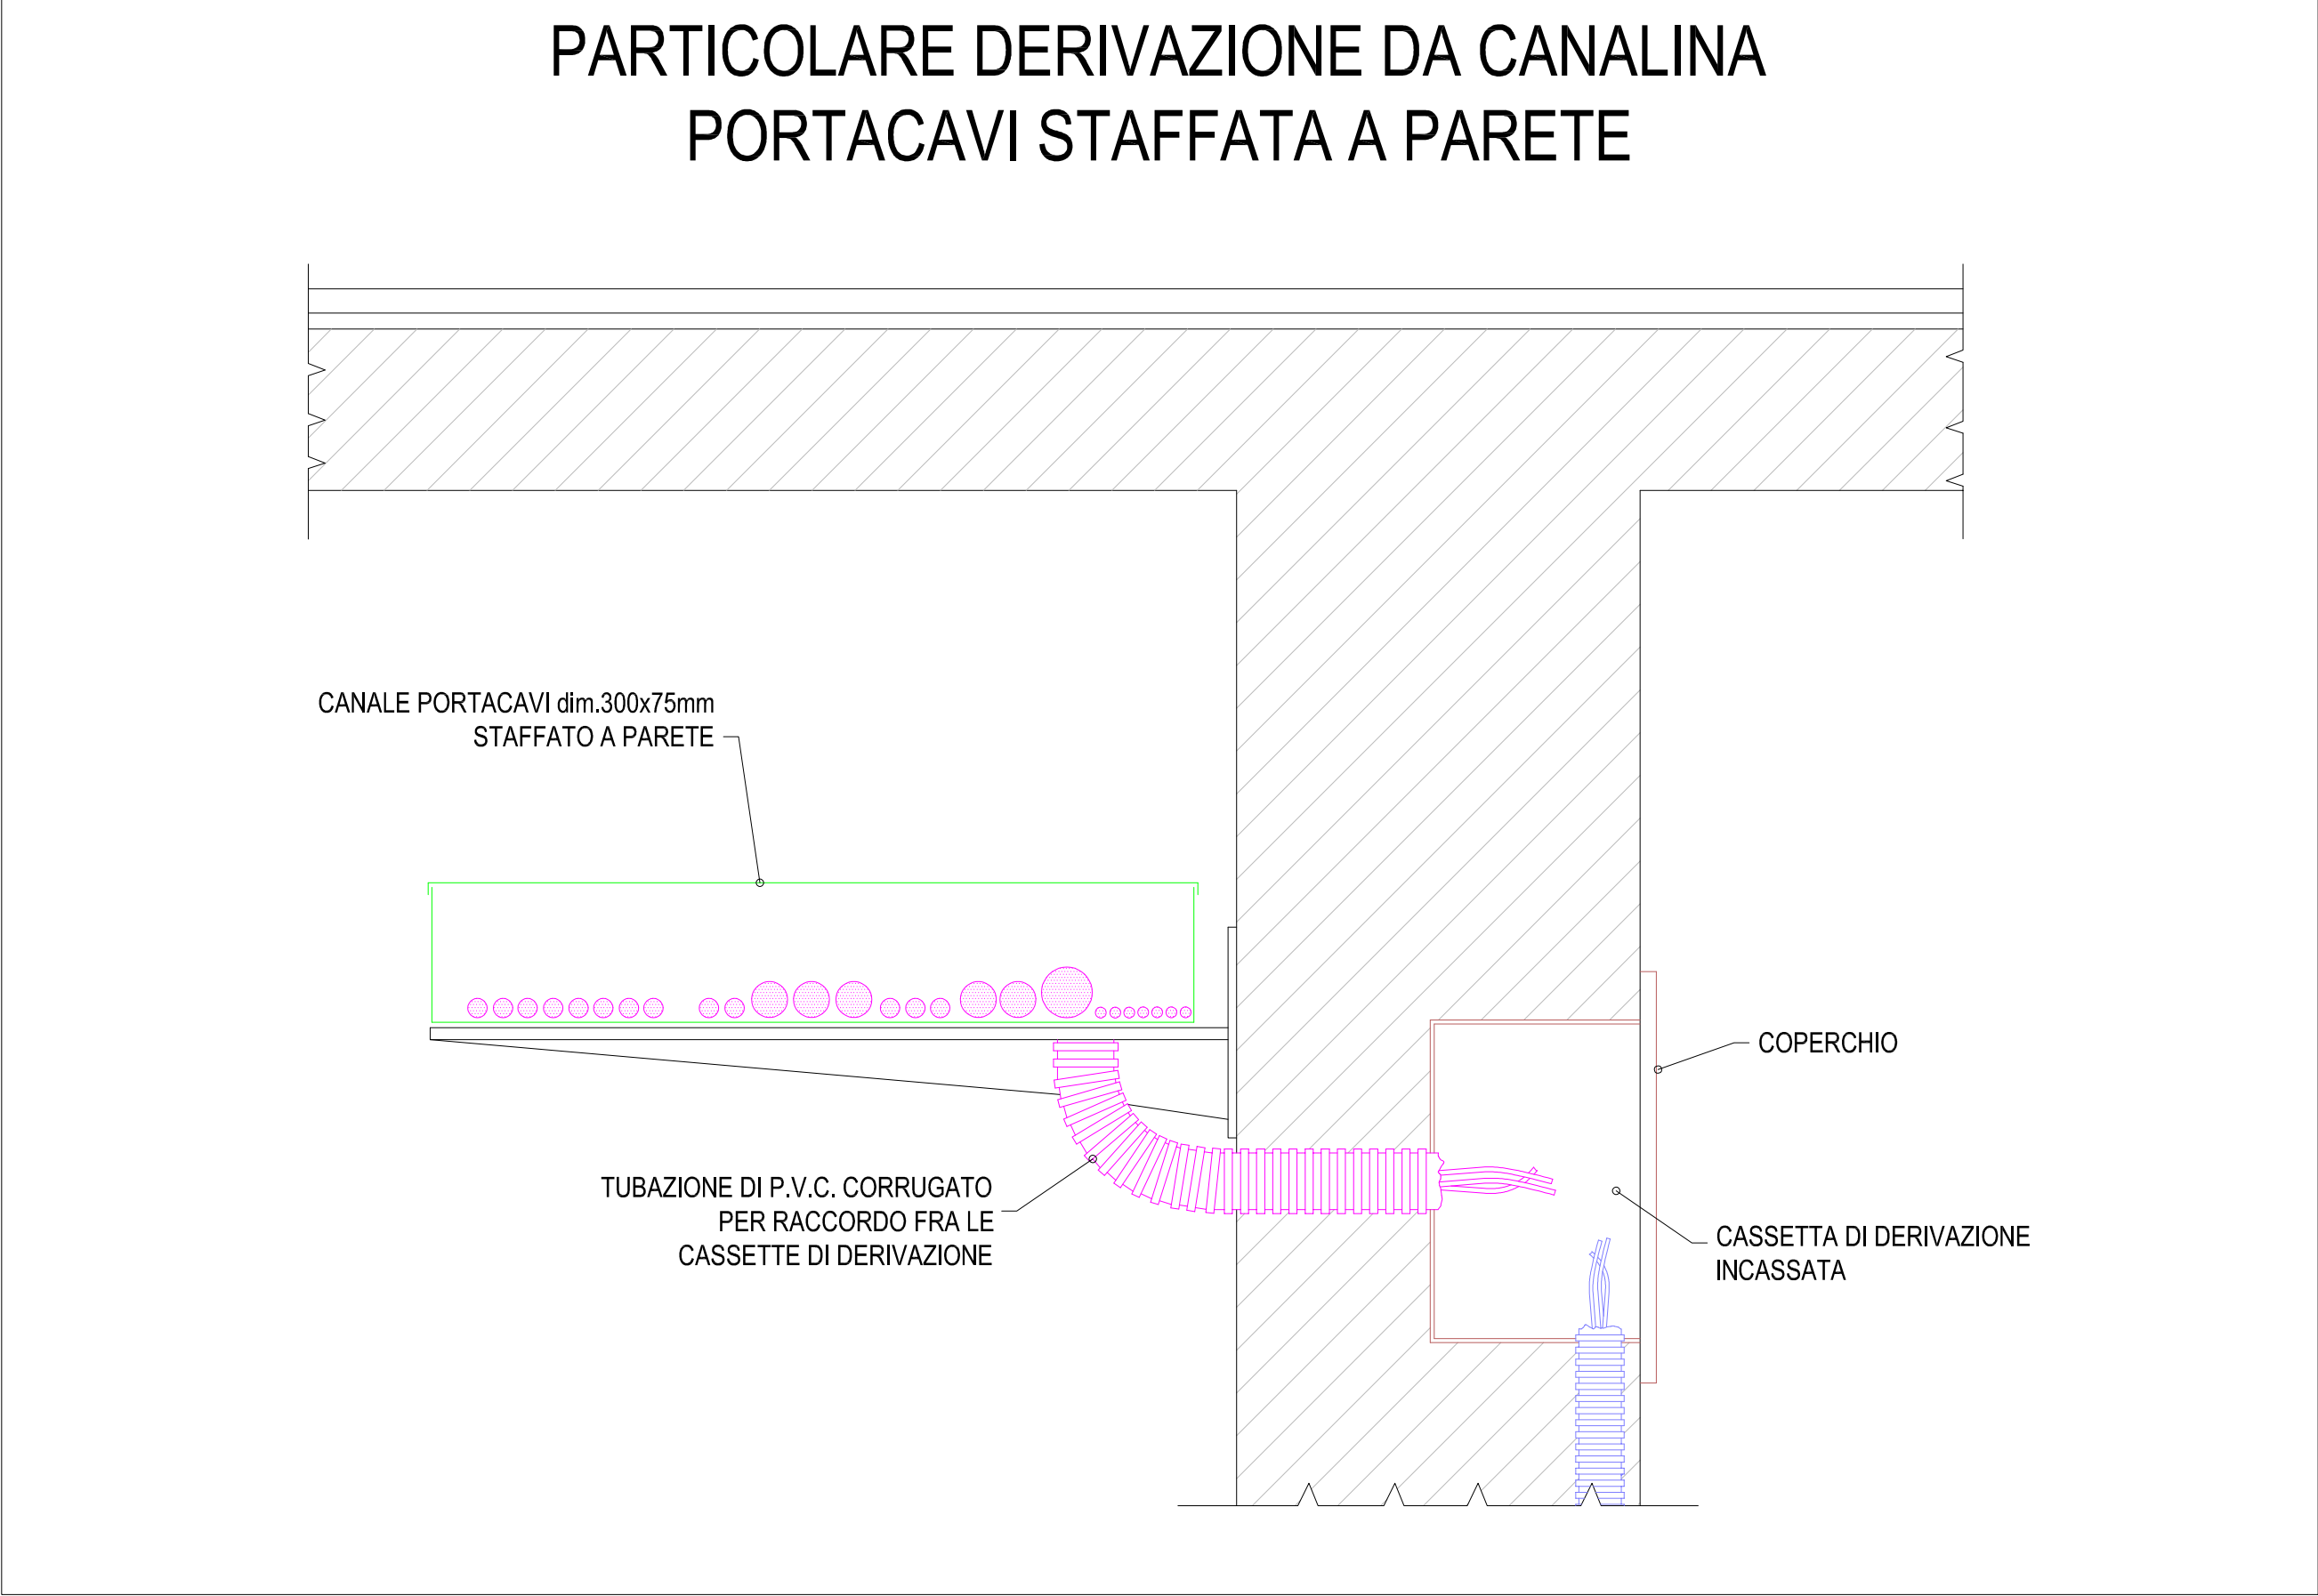 PARTICOLARE DERIVAZIONE DA CANALINA
PORTACAVI STAFFATA A PARETE
CANALE PORTACAVI dim.300x75mm
STAFFATO A PARETE
COPERCHIO
TUBAZIONE DI P.V.C. CORRUGATO
PER RACCORDO FRA LE
CASSETTE DI DERIVAZIONE
CASSETTA DI DERIVAZIONE
INCASSATA